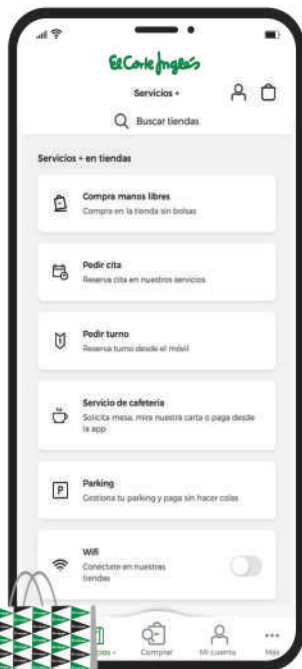 El Corte Inglés
Servicios +
Buscar tiendas
Servicios + en tiendas
Compra manos libres
Compra en la tienda sin bolsas
Pedir cita
Reserva cita en nuestros servicios
Pedir turno
Reserva turno desde el móvil
Servicio de cafetería
Solicita mesa, mira nuestra carta o paga desde
la app
P
Parking
Gestiona tu parking y paga sin hacer colas
Wifi
Conéctate en nuestras
tiendas
Comprar
Mi cuenta
Más